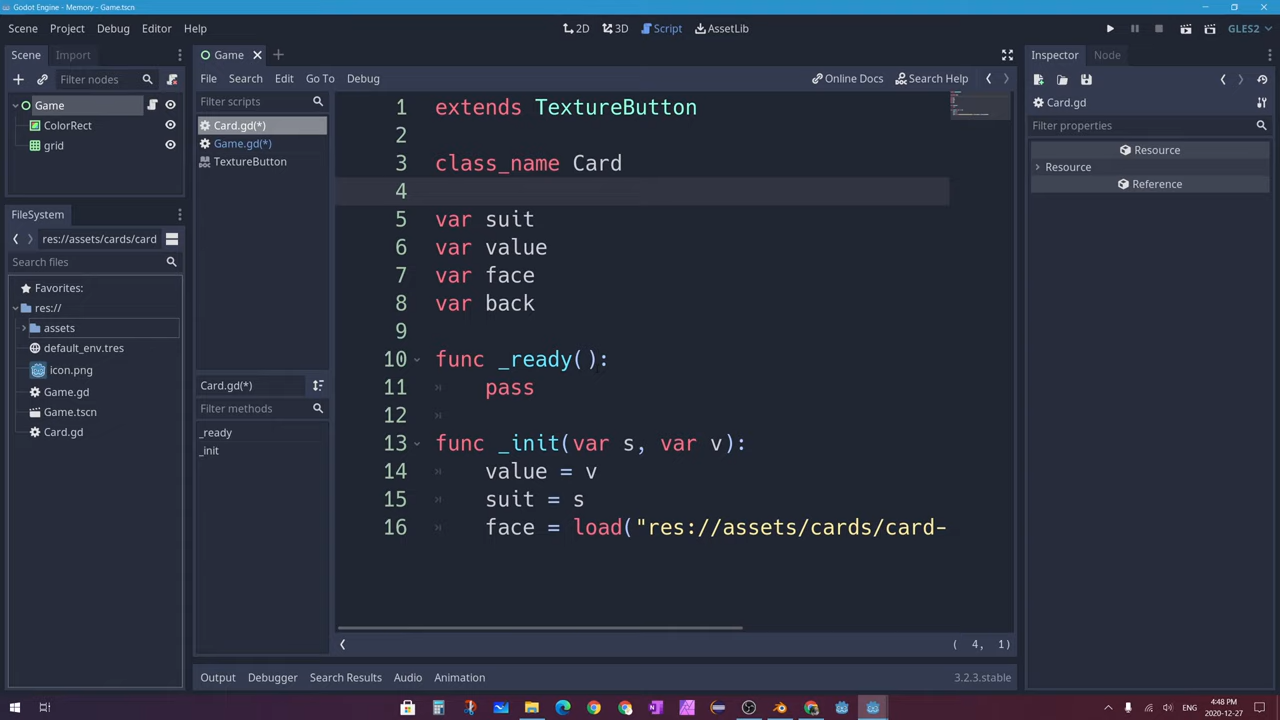 Godot Engine - Memory - Game.tscn
Scene Project Debug Editor Help
2D 3D Script AssetLib
GLES2
Scene Import
Filter nodes
Game
ColorRect
grid
FileSystem
res://assets/cards/card
Search files
Favorites:
res://
assets
default_env.tres
icon.png
Game.gd
Game.tscn
Card.gd
Game
File Search Edit Go To Debug
Online Docs Search Help
Filter scripts
Card.gd(*)
Game.gd(*)
TextureButton
Card.gd(*)
Filter methods
_ready
_init
1 extends TextureButton
2
3 class_name Card
4
5 var suit
6 var value
7 var face
8 var back
9
10 func _ready():
11 pass
12
13 func _init(var s, var v):
14 value = v
15 suit = s
16 face = load("res://assets/cards/card-
( 4, 1)
Output Debugger Search Results Audio Animation
3.2.3.stable
Inspector Node
Card.gd
Filter properties
Resource
Resource
Reference
ENG
4:48 PM
2020-12-27